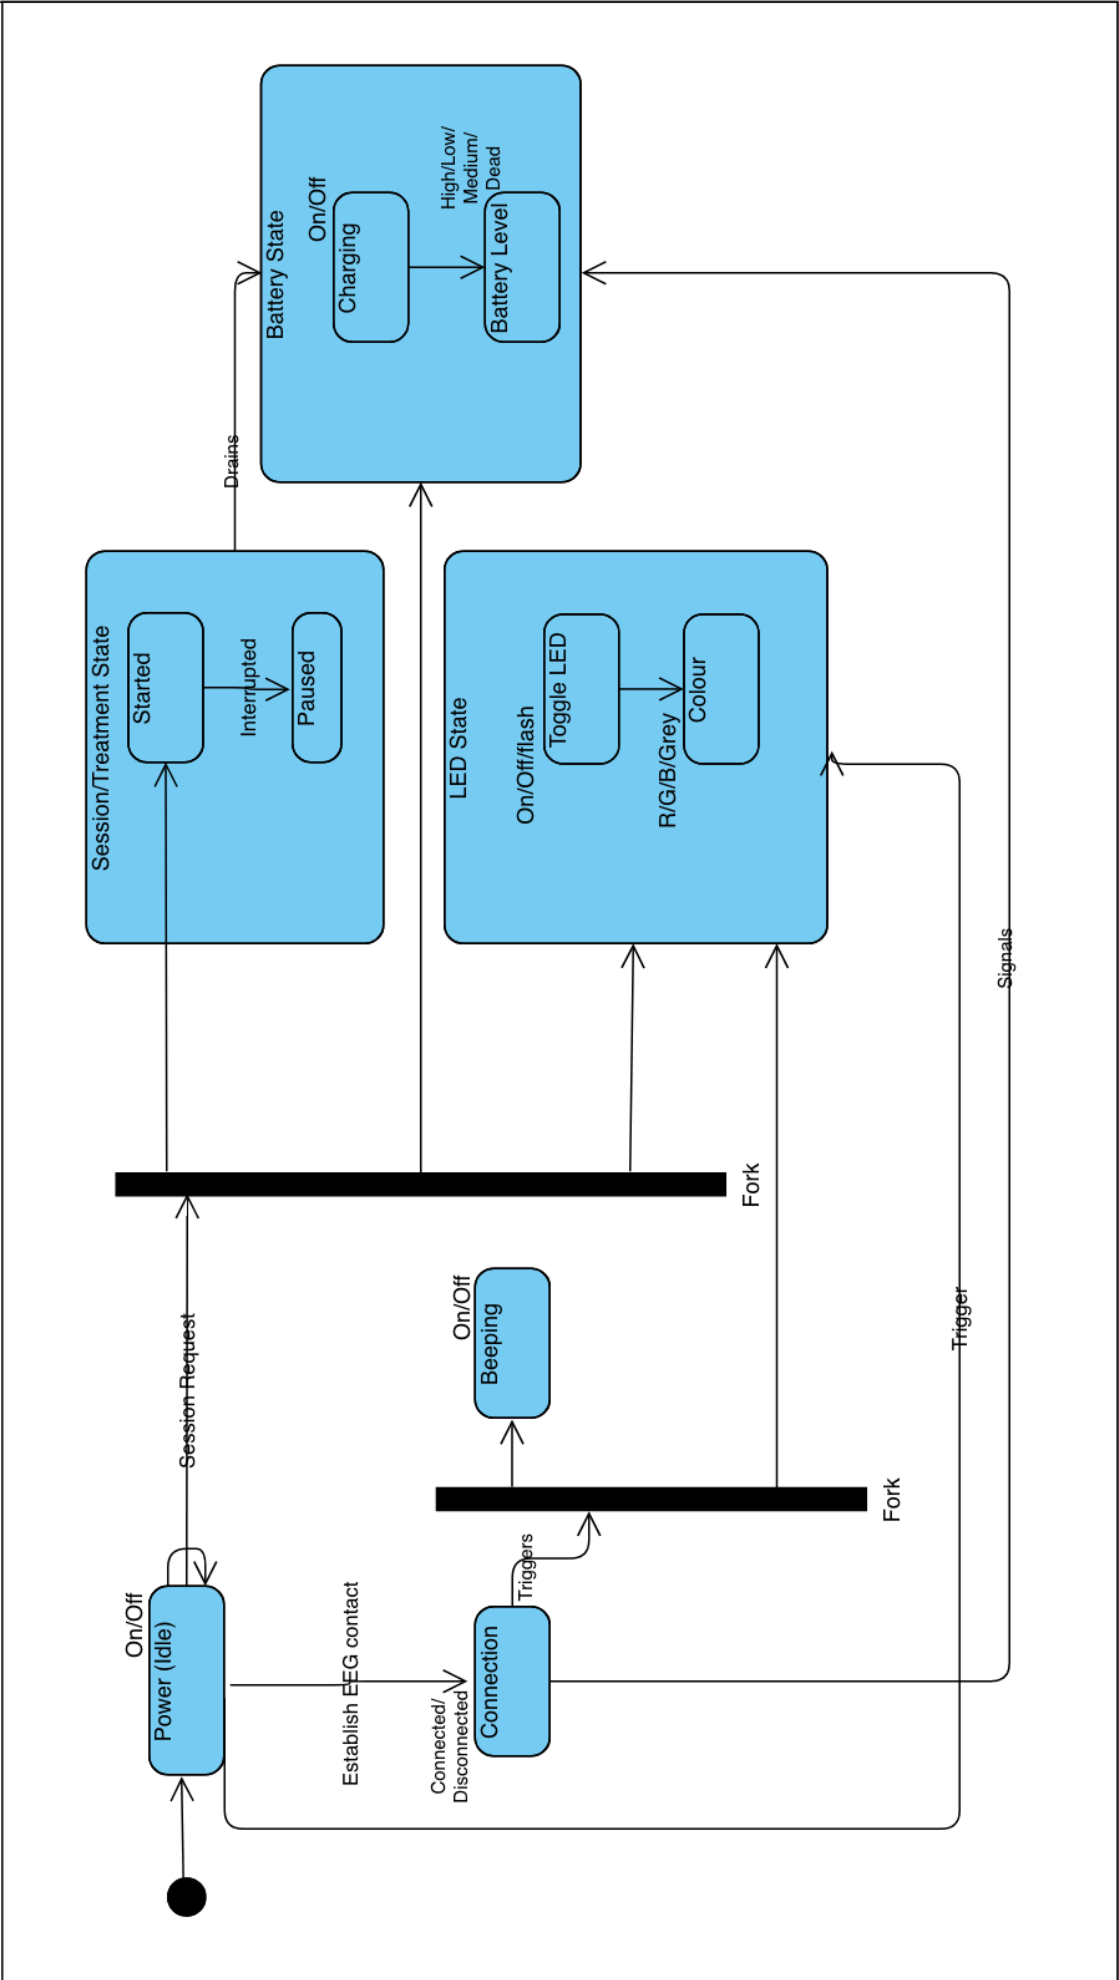 On/Off
Power (Idle)
Session Request
Establish EEG contact
Connected/
Disconnected
Connection
Triggers
Fork
On/Off
Beeping
Fork
Session/Treatment State
Started
Interrupted
Paused
Drains
Battery State
On/Off
Charging
High/Low/
Medium/
Dead
Battery Level
LED State
On/Off/flash
Toggle LED
R/G/B/Grey
Colour
Trigger
Signals